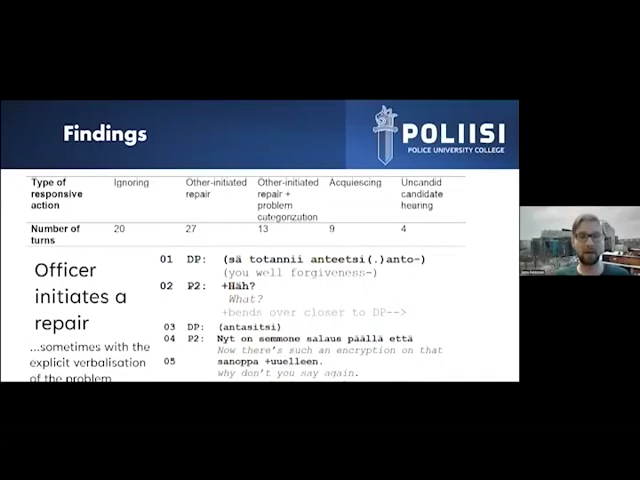 Findings
POLIISI
POLICE UNIVERSITY COLLEGE
Type of responsive action Ignoring Other-initiated repair Other-initiated repair + problem categorization Acquiescing Uncandid candidate hearing
Number of turns 20 27 13 9 4
Officer
initiates a
repair
...sometimes with the
explicit verbalisation
of the problem
01 DP: (sä totannii anteetsi(.)anto-)
(you well forgiveness-)
02 P2: +Häh?
What?
+bends over closer to DP-->
03 DP: (antasitsi)
04 P2: Nyt on semmone salaus päällä että
Now there's such an encryption on that
05 sanoppa +uuelleen.
why don't you say again.